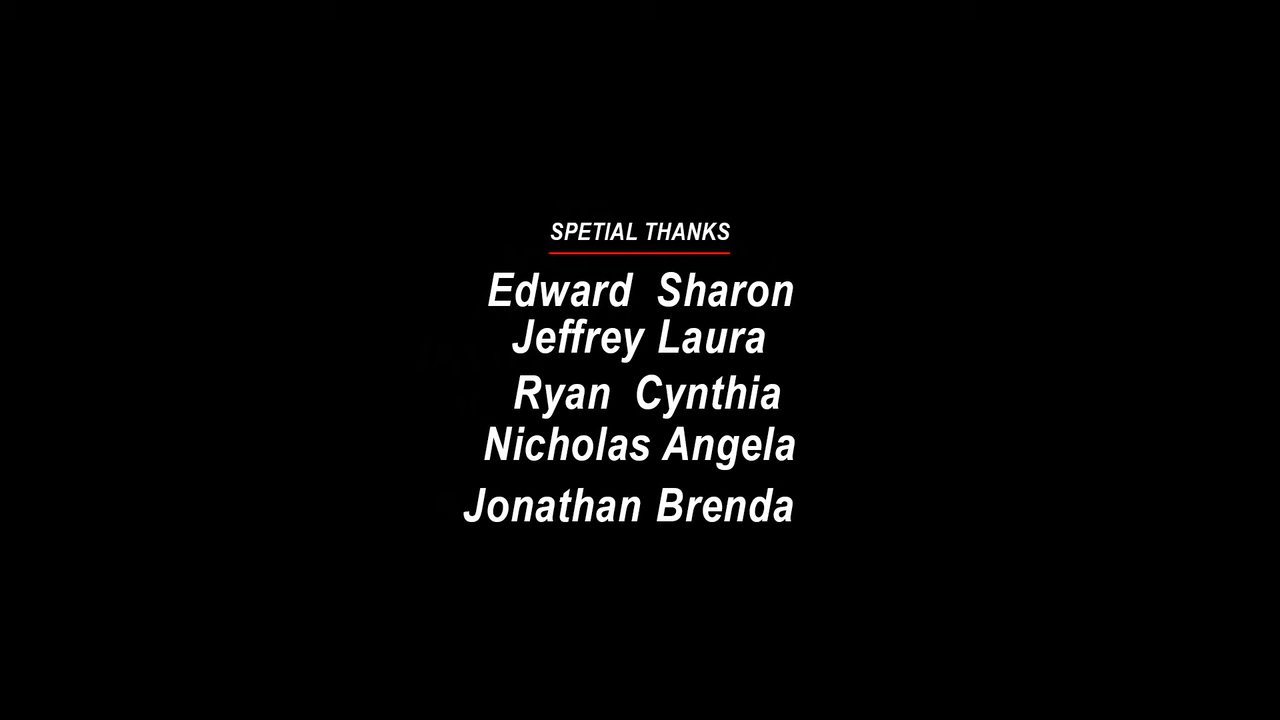 SPETIAL THANKS
Edward Sharon
Jeffrey Laura
Ryan Cynthia
Nicholas Angela
Jonathan Brenda